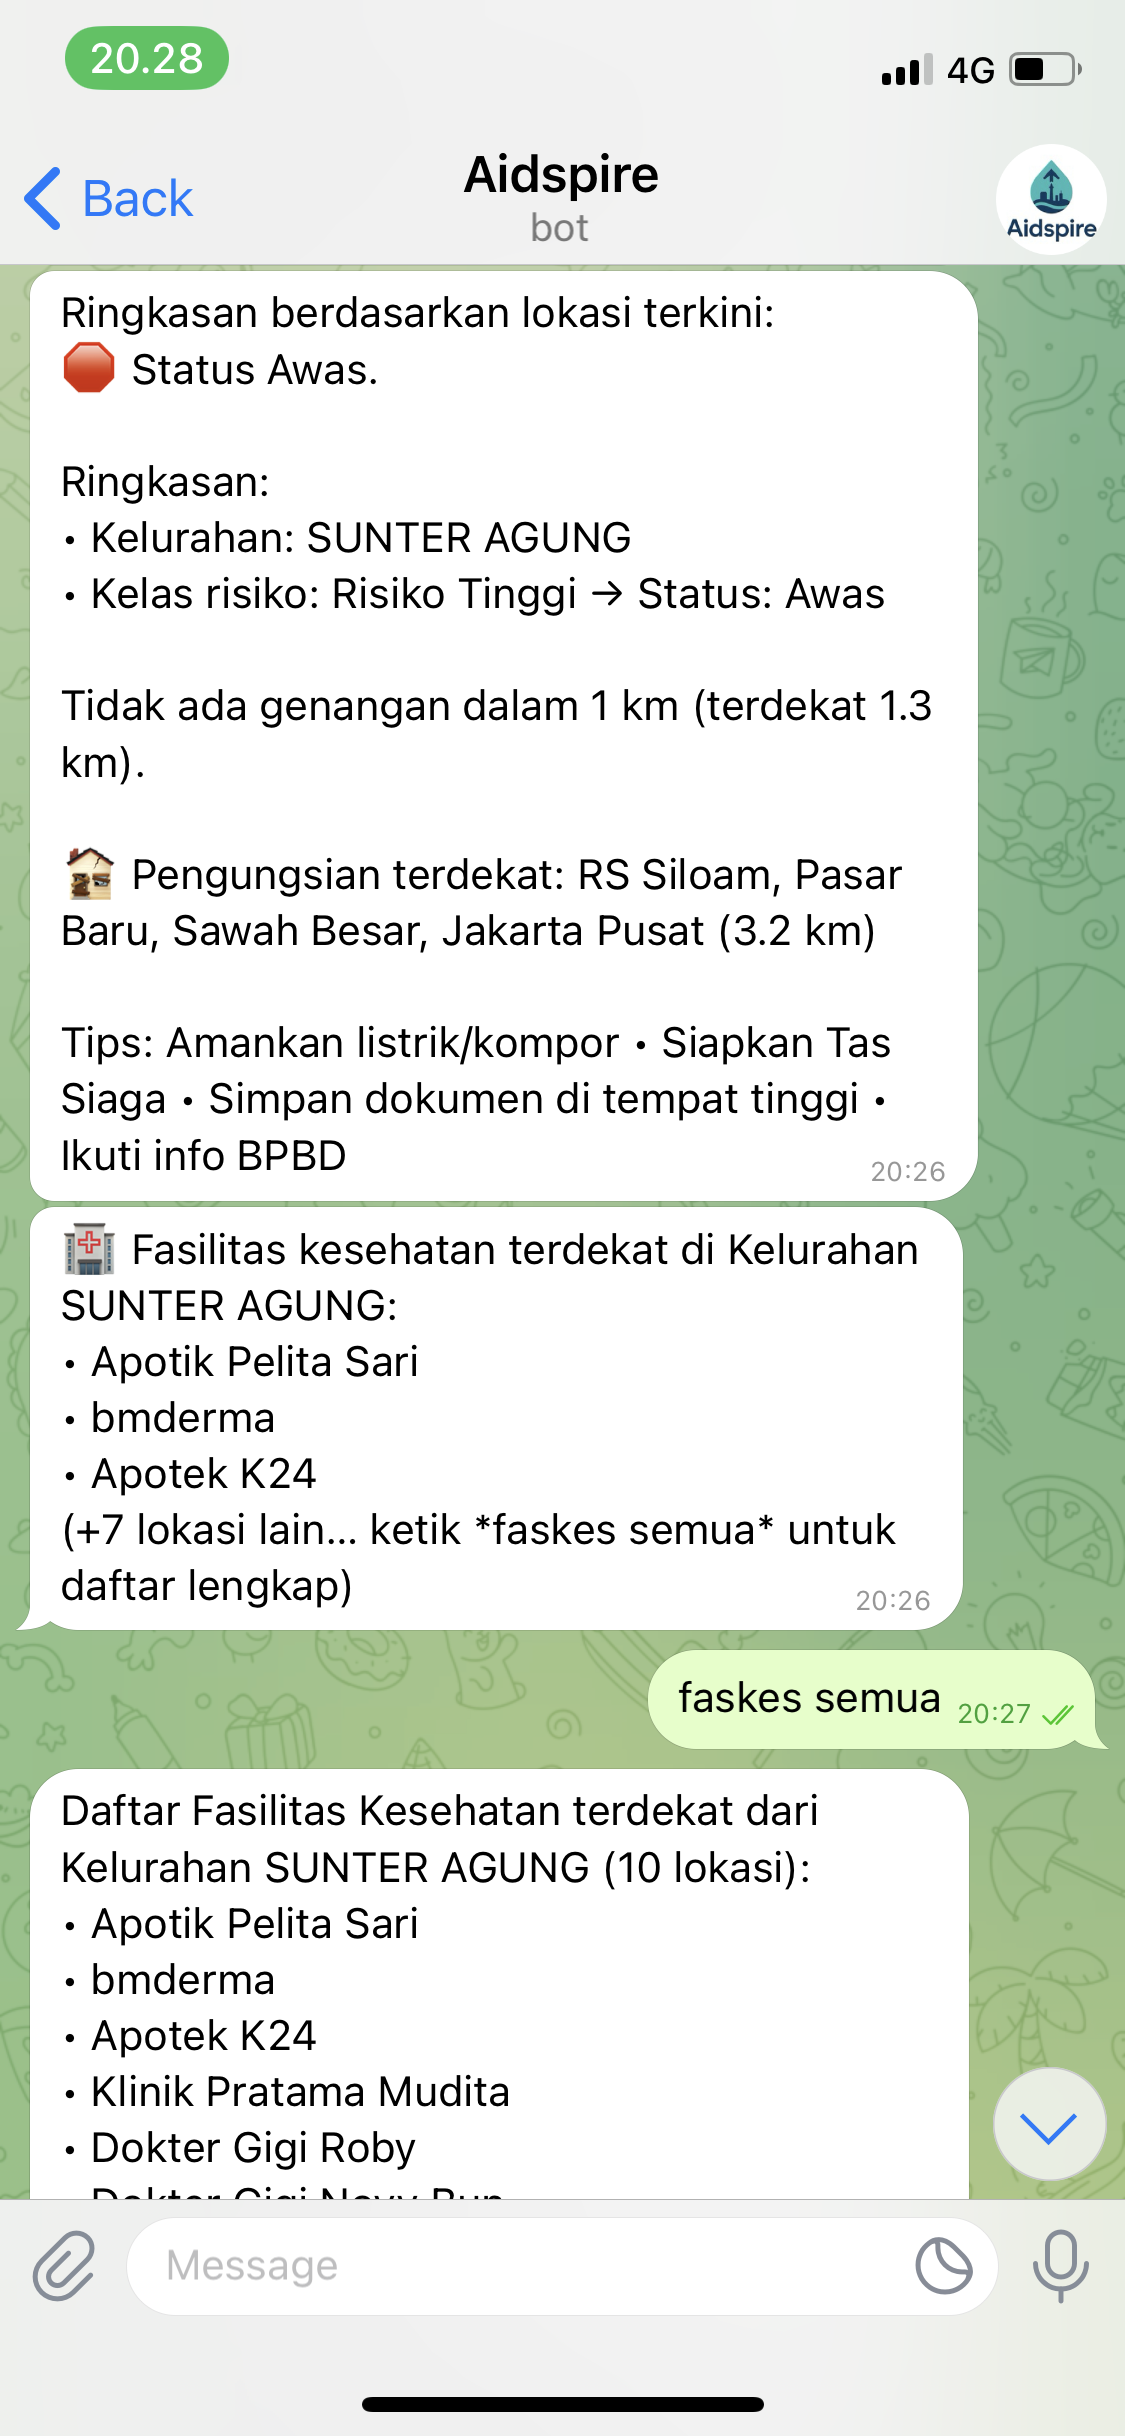 20.28
4G
Back
Aidspire
bot
Aidspire
Ringkasan berdasarkan lokasi terkini:
🛑 Status Awas.
Ringkasan:
• Kelurahan: SUNTER AGUNG
• Kelas risiko: Risiko Tinggi → Status: Awas
Tidak ada genangan dalam 1 km (terdekat 1.3
km).
🏚️ Pengungsian terdekat: RS Siloam, Pasar
Baru, Sawah Besar, Jakarta Pusat (3.2 km)
Tips: Amankan listrik/kompor • Siapkan Tas
Siaga • Simpan dokumen di tempat tinggi •
Ikuti info BPBD
20:26
🏥 Fasilitas kesehatan terdekat di Kelurahan
SUNTER AGUNG:
• Apotik Pelita Sari
• bmderma
• Apotek K24
(+7 lokasi lain... ketik *faskes semua* untuk
daftar lengkap)
20:26
faskes semua 20:27
Daftar Fasilitas Kesehatan terdekat dari
Kelurahan SUNTER AGUNG (10 lokasi):
• Apotik Pelita Sari
• bmderma
• Apotek K24
• Klinik Pratama Mudita
• Dokter Gigi Roby
Dokter Gigi
Message